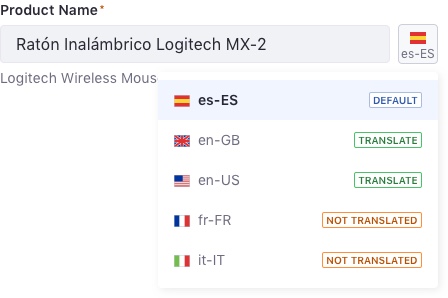 Product Name*
Ratón Inalámbrico Logitech MX-2
es-ES
Logitech Wireless Mous
es-ES DEFAULT
en-GB TRANSLATE
en-US TRANSLATE
fr-FR NOT TRANSLATED
it-IT NOT TRANSLATED